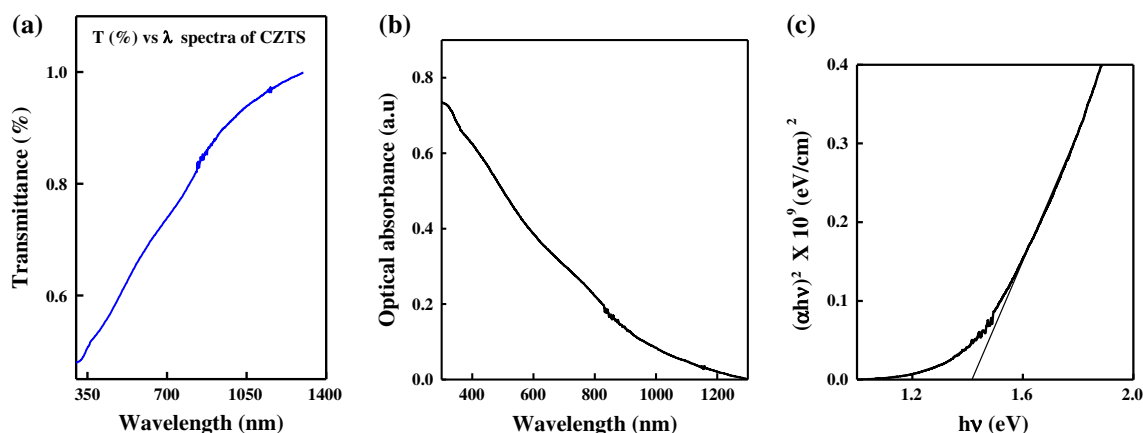 (a)
T (%) vs λ spectra of CZTS
Transmittance (%)
1.0
0.8
0.6
350 700 1050 1400
Wavelength (nm)
(b)
Optical absorbance (a.u)
0.8
0.6
0.4
0.2
0.0
400 600 800 1000 1200
Wavelength (nm)
(c)
(αhν)² X 10⁹ (eV/cm)²
0.4
0.3
0.2
0.1
0.0
1.2 1.6 2.0
hν (eV)